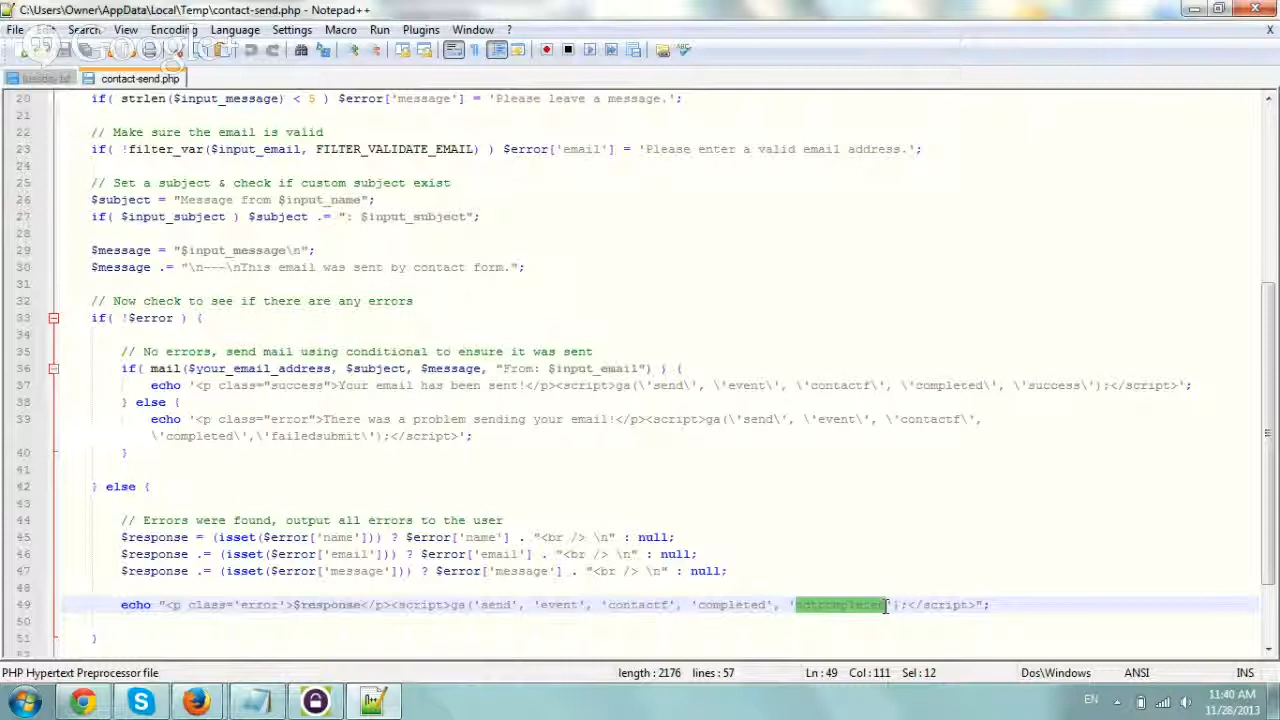 C:\Users\Owner\AppData\Local\Temp\contact-send.php - Notepad++
File Edit Search View Encoding Language Settings Macro Run Plugins Window ? X
Google
contact-send.php
20 if( strlen($input_message) < 5 ) $error['message'] = 'Please leave a message.';
21
22 // Make sure the email is valid
23 if( !filter_var($input_email, FILTER_VALIDATE_EMAIL) ) $error['email'] = 'Please enter a valid email address.';
24
25 // Set a subject & check if custom subject exist
26 $subject = "Message from $input_name";
27 if( $input_subject ) $subject .= ": $input_subject";
28
29 $message = "$input_message\n";
30 $message .= "\n---\nThis email was sent by contact form.";
31
32 // Now check to see if there are any errors
33 if( !$error ) {
34
35 // No errors, send mail using conditional to ensure it was sent
36 if( mail($your_email_address, $subject, $message, "From: $input_email") ) {
37 echo '<p class="success">Your email has been sent!</p><script>ga(\'send\', \'event\', \'contactf\', \'completed\', \'success\');</script>';
38 } else {
39 echo '<p class="error">There was a problem sending your email!</p><script>ga(\'send\', \'event\', \'contactf\',
\'completed\',\'failedsubmit\');</script>';
40 }
41
42 } else {
43
44 // Errors were found, output all errors to the user
45 $response = (isset($error['name'])) ? $error['name'] . "<br /> \n" : null;
46 $response .= (isset($error['email'])) ? $error['email'] . "<br /> \n" : null;
47 $response .= (isset($error['message'])) ? $error['message'] . "<br /> \n" : null;
48
49 echo "<p class='error'>$response</p><script>ga('send', 'event', 'contactf', 'completed', ');</script>";
50
51 }
PHP Hypertext Preprocessor file length : 2176 lines : 57 Ln : 49 Col : 111 Sel : 12 Dos\Windows ANSI INS
EN 11:40 AM
11/28/2013